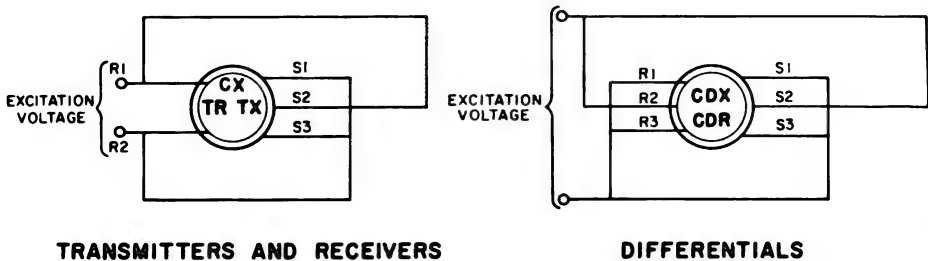 R1
EXCITATION
VOLTAGE
R2
CX
TR TX
S1
S2
S3
TRANSMITTERS AND RECEIVERS
EXCITATION
VOLTAGE
R1
R2
R3
CDX
CDR
S1
S2
S3
DIFFERENTIALS